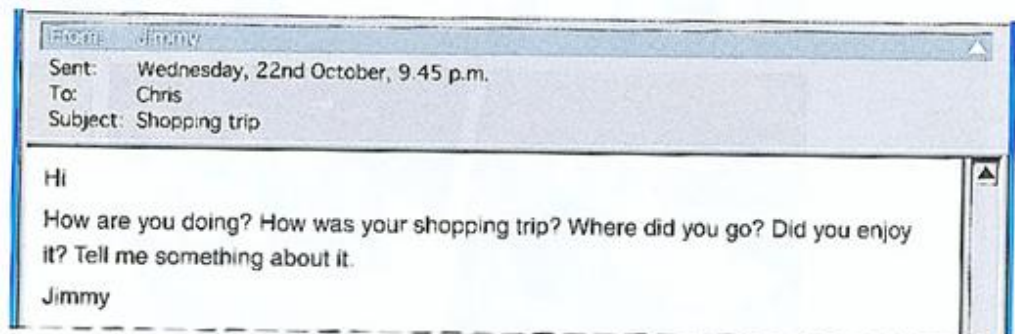 From: Jimmy
Sent: Wednesday, 22nd October, 9.45 p.m.
To: Chris
Subject: Shopping trip
Hi
How are you doing? How was your shopping trip? Where did you go? Did you enjoy
it? Tell me something about it.
Jimmy